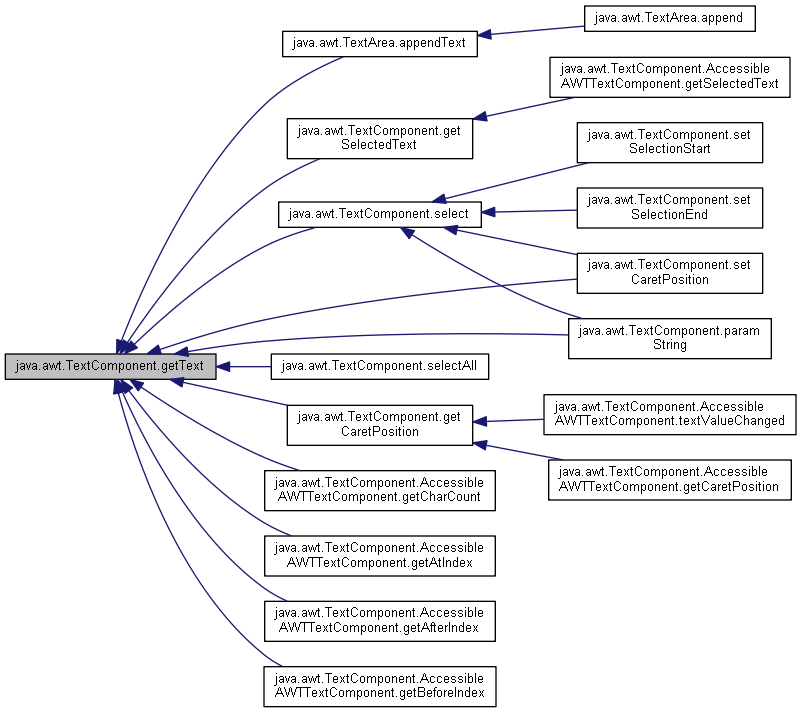 java.awt.TextArea.append
java.awt.TextArea.appendText
java.awt.TextComponent.Accessible
AWTTextComponent.getSelectedText
java.awt.TextComponent.get
SelectedText
java.awt.TextComponent.set
SelectionStart
java.awt.TextComponent.select
java.awt.TextComponent.set
SelectionEnd
java.awt.TextComponent.set
CaretPosition
java.awt.TextComponent.param
String
java.awt.TextComponent.getText
java.awt.TextComponent.selectAll
java.awt.TextComponent.get
CaretPosition
java.awt.TextComponent.Accessible
AWTTextComponent.textValueChanged
java.awt.TextComponent.Accessible
AWTTextComponent.getCaretPosition
java.awt.TextComponent.Accessible
AWTTextComponent.getCharCount
java.awt.TextComponent.Accessible
AWTTextComponent.getAtIndex
java.awt.TextComponent.Accessible
AWTTextComponent.getAfterIndex
java.awt.TextComponent.Accessible
AWTTextComponent.getBeforeIndex